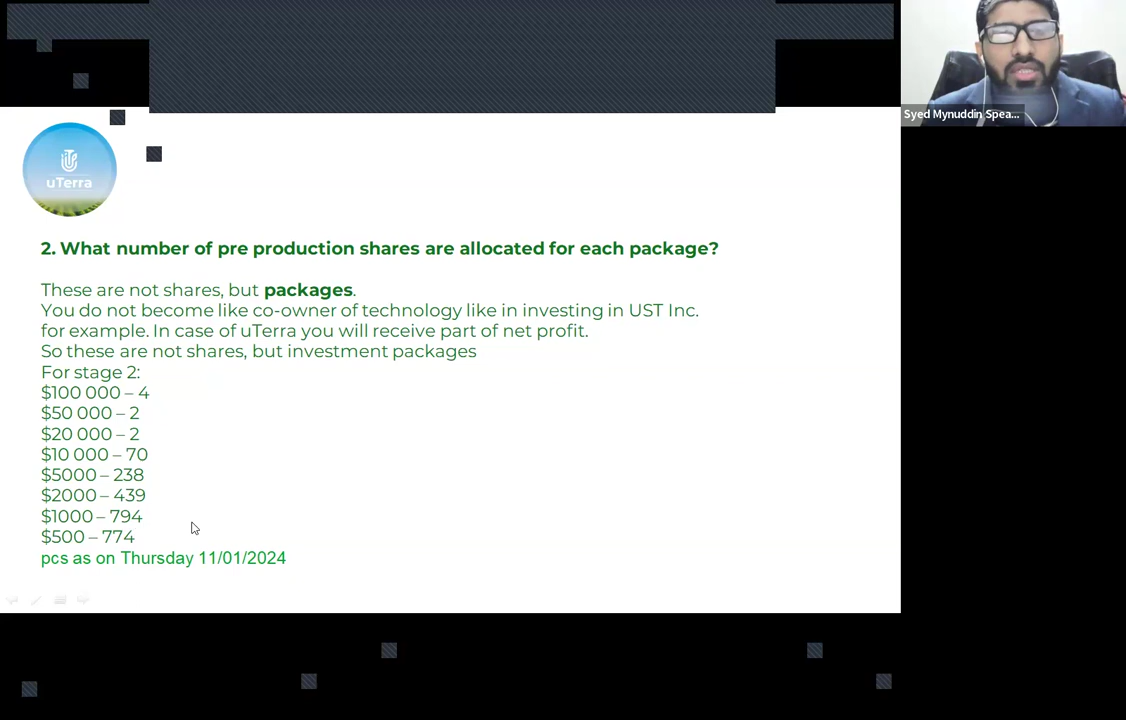 Syed Mynuddin Spea...
uTerra
2. What number of pre production shares are allocated for each package?
These are not shares, but packages.
You do not become like co-owner of technology like in investing in UST Inc.
for example. In case of uTerra you will receive part of net profit.
So these are not shares, but investment packages
For stage 2:
$100 000 – 4
$50 000 – 2
$20 000 – 2
$10 000 – 70
$5000 – 238
$2000 – 439
$1000 – 794
$500 – 774
pcs as on Thursday 11/01/2024